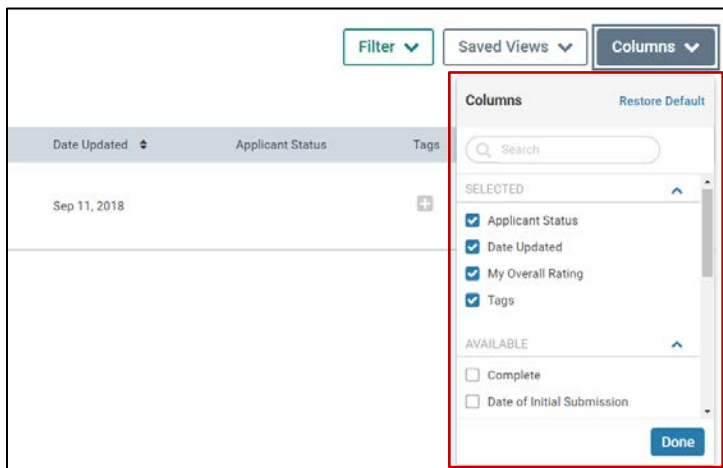 Filter
Saved Views
Columns
Columns
Restore Default
Date Updated
Applicant Status
Tags
Search
SELECTED
Sep 11, 2018
Applicant Status
Date Updated
My Overall Rating
Tags
AVAILABLE
Complete
Date of Initial Submission
Done